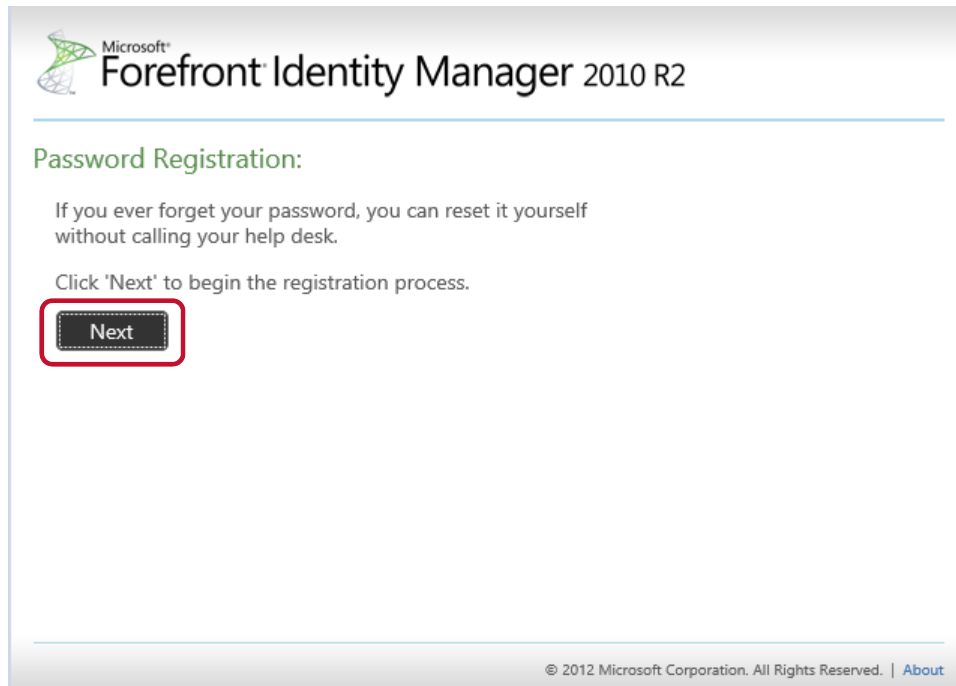 Microsoft®
Forefront® Identity Manager 2010 R2
Password Registration:
If you ever forget your password, you can reset it yourself
without calling your help desk.
Click 'Next' to begin the registration process.
Next
© 2012 Microsoft Corporation. All Rights Reserved. | About